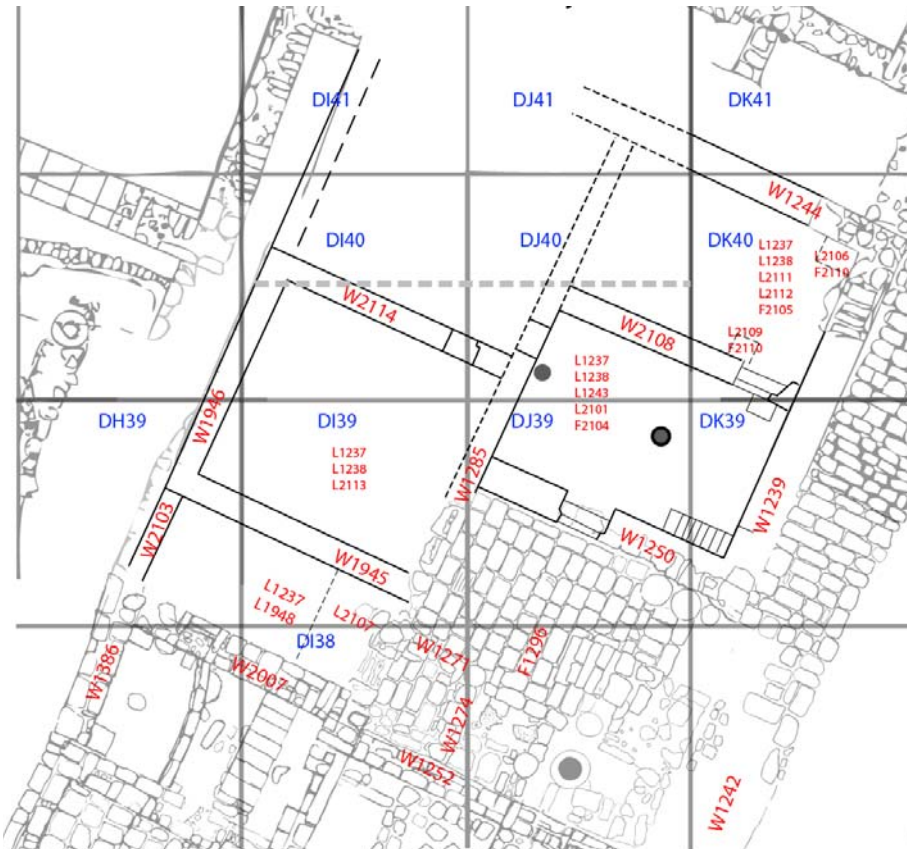 DI41
DJ41
DK41
W1244
DI40
DJ40
DK40
L1237
L1238
L2111
L2112
F2105
L2106
F2110
W2114
W2108
L2109
F2110
L1237
L1238
L1243
L2101
F2104
DH39
W1946
DI39
DJ39
DK39
L1237
L1238
L2113
W1285
W1239
W2103
W1945
W1250
L1237
L1948
L2107
DI38
W1271
F1296
W1386
W2007
W1274
W1252
W1242